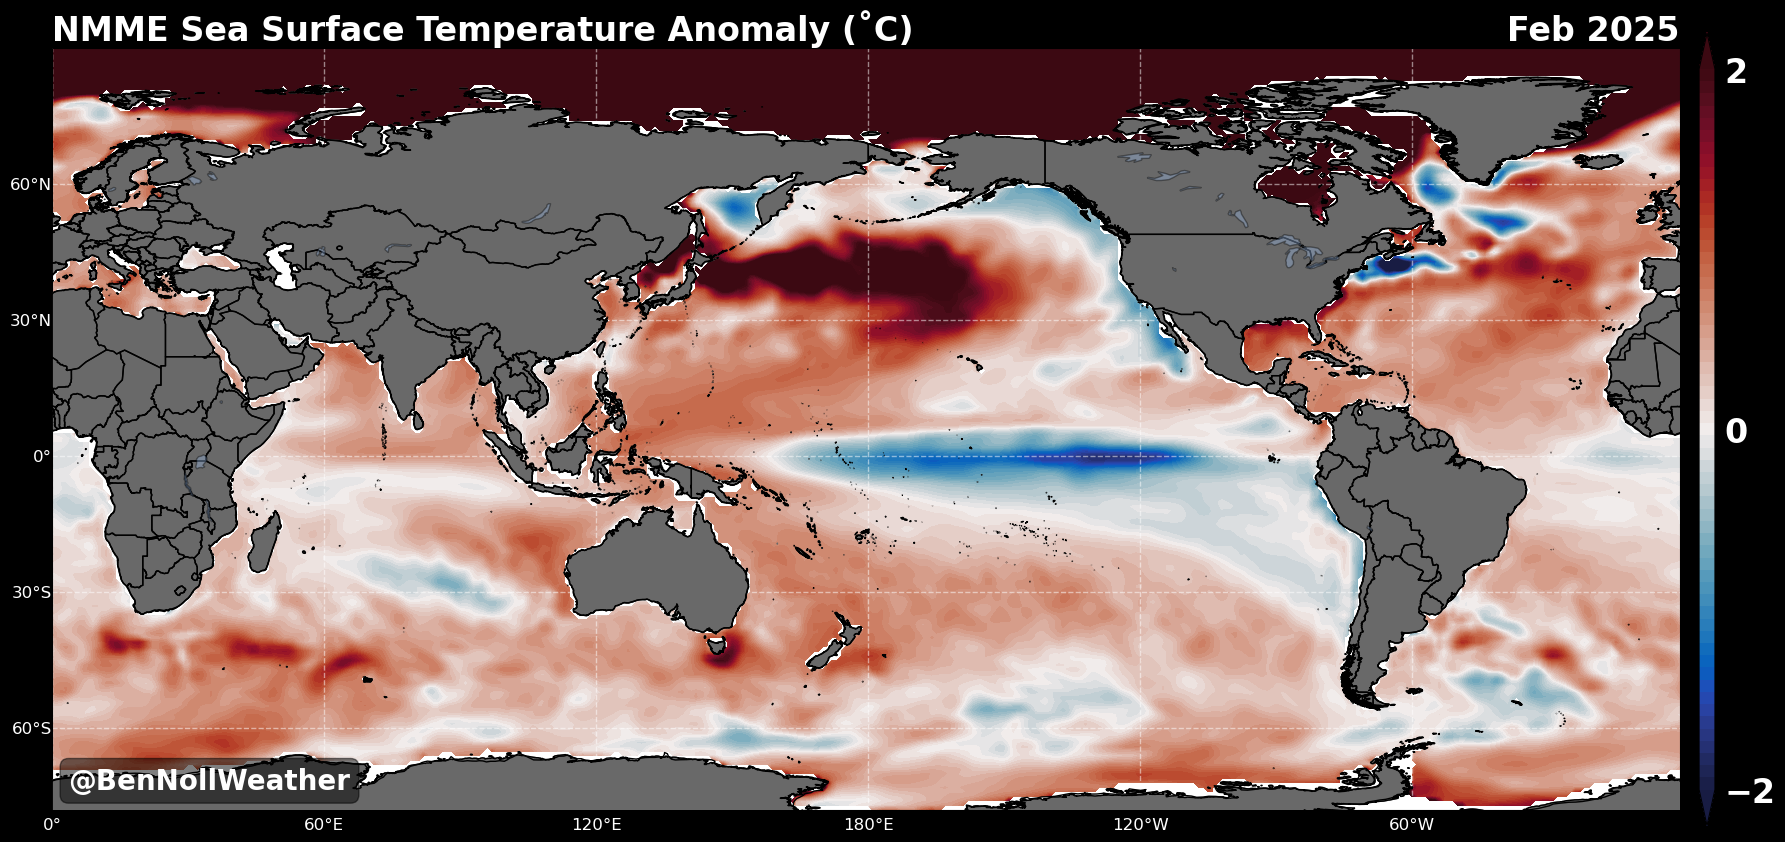 NMME Sea Surface Temperature Anomaly (˚C)
Feb 2025
2
60°N
30°N
0
0°
30°S
60°S
@BenNollWeather
−2
0°
60°E
120°E
180°E
120°W
60°W